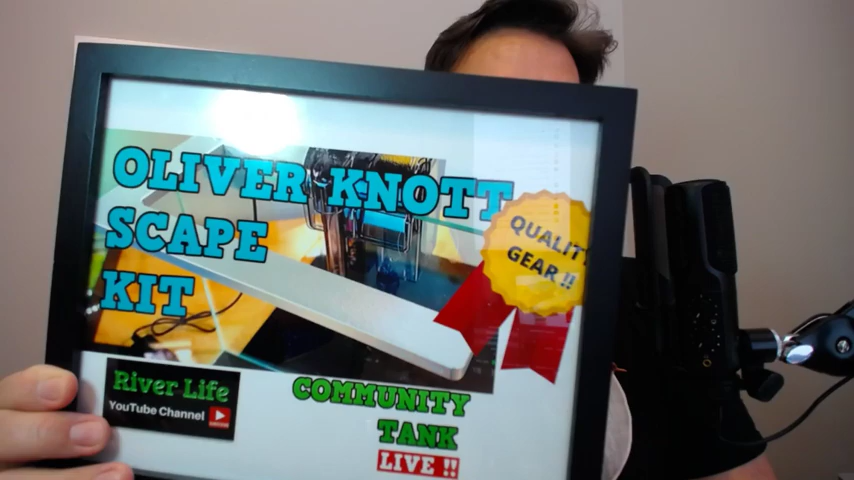 OLIVER KNOTT
SCAPE
KIT
QUALITY
GEAR !!
River Life
YouTube Channel
COMMUNITY
TANK
LIVE !!